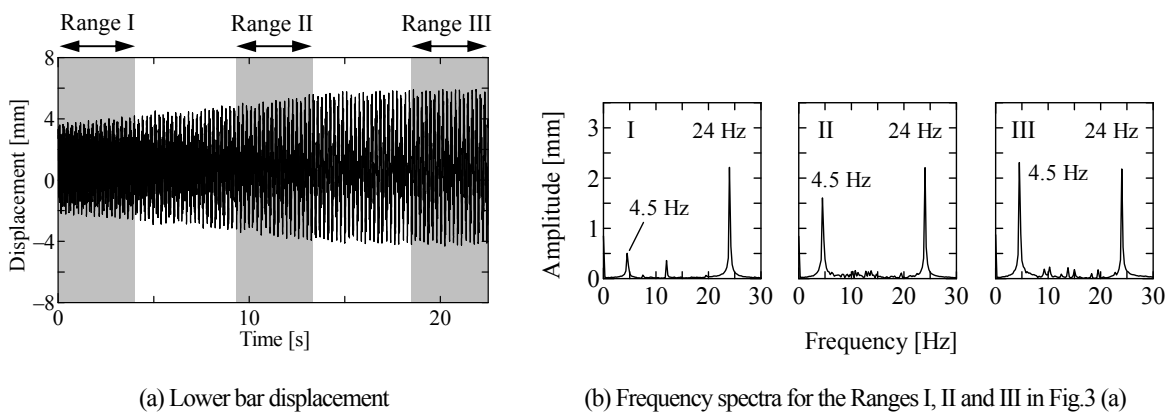 Range I
Range II
Range III
8
4
0
–4
–8
Displacement [mm]
0
10
20
Time [s]
(a) Lower bar displacement
3
2
1
0
Amplitude [mm]
I
24 Hz
4.5 Hz
0 10 20 30
II
24 Hz
4.5 Hz
0 10 20 30
III
24 Hz
4.5 Hz
0 10 20 30
Frequency [Hz]
(b) Frequency spectra for the Ranges I, II and III in Fig.3 (a)